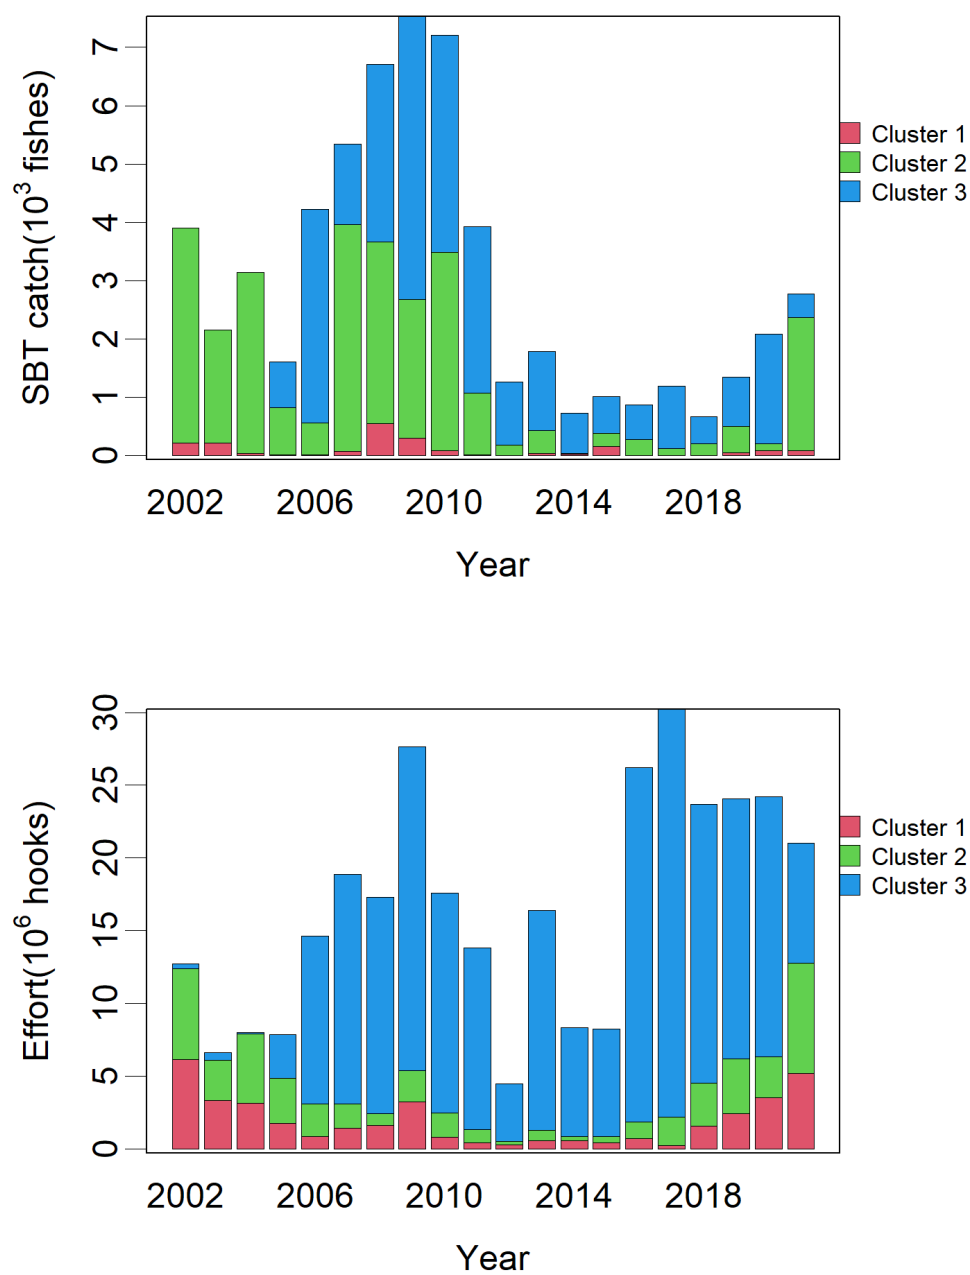 SBT catch(10³ fishes)
7
6
5
4
3
2
1
0
2002 2006 2010 2014 2018
Year
Cluster 1
Cluster 2
Cluster 3
Effort(10⁶ hooks)
30
25
20
15
10
5
0
2002 2006 2010 2014 2018
Year
Cluster 1
Cluster 2
Cluster 3